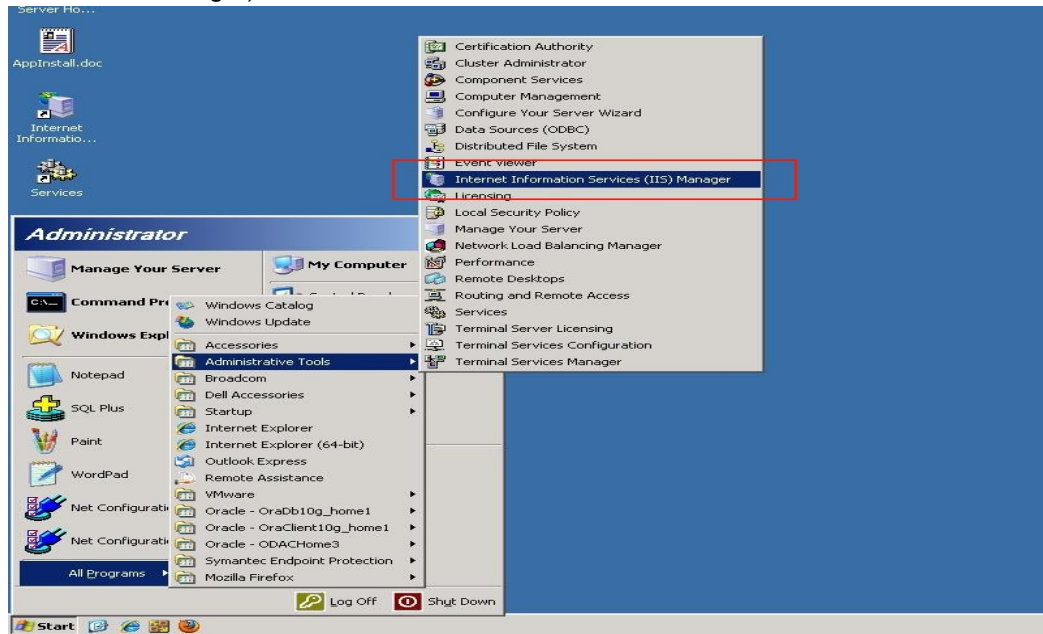 Server Ho...
AppInstall.doc
Internet
Informatio...
Services
Certification Authority
Cluster Administrator
Component Services
Computer Management
Configure Your Server Wizard
Data Sources (ODBC)
Distributed File System
Event Viewer
Internet Information Services (IIS) Manager
Licensing
Local Security Policy
Manage Your Server
Network Load Balancing Manager
Performance
Remote Desktops
Routing and Remote Access
Services
Terminal Server Licensing
Terminal Services Configuration
Terminal Services Manager
Administrator
Manage Your Server
My Computer
Command Pr
Windows Expl
Notepad
SQL Plus
Paint
WordPad
Net Configurati
Net Configurati
All Programs
Windows Catalog
Windows Update
Accessories
Administrative Tools
Broadcom
Dell Accessories
Startup
Internet Explorer
Internet Explorer (64-bit)
Outlook Express
Remote Assistance
VMware
Oracle - OraDb10g_home1
Oracle - OraClient10g_home1
Oracle - ODACHome3
Symantec Endpoint Protection
Mozilla Firefox
Log Off
Shut Down
Start